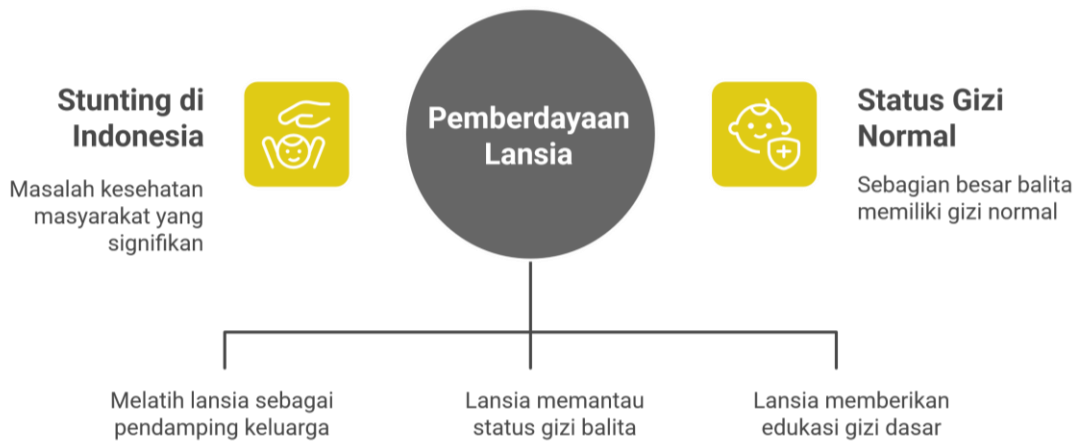 Stunting di
Indonesia
Masalah kesehatan
masyarakat yang
signifikan
Pemberdayaan
Lansia
Status Gizi
Normal
Sebagian besar balita
memiliki gizi normal
Melatih lansia sebagai
pendamping keluarga
Lansia memantau
status gizi balita
Lansia memberikan
edukasi gizi dasar